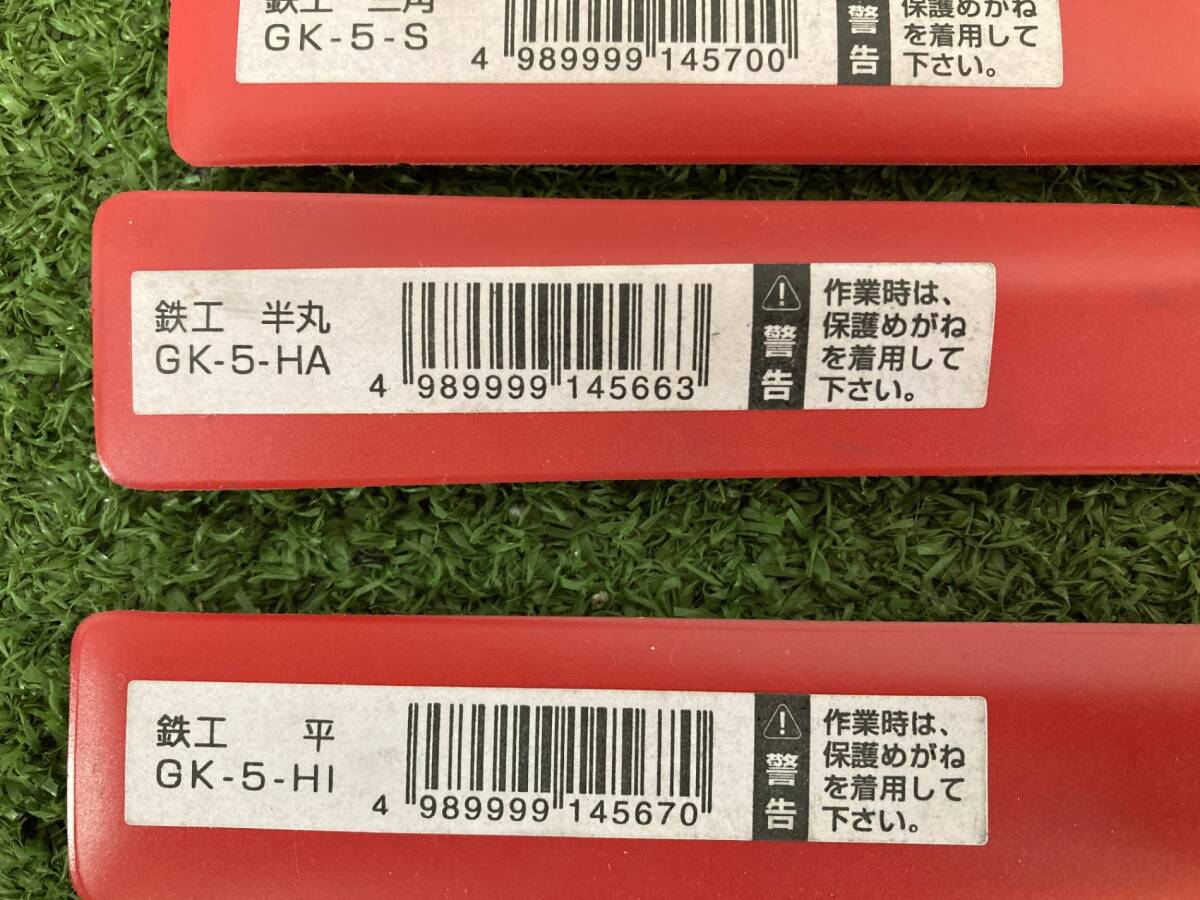 鉄工 三角
GK-5-S
4 989999 145700
警告
保護めがね
を着用して
下さい。
鉄工 半丸
GK-5-HA
4 989999 145663
警告
作業時は、
保護めがね
を着用して
下さい。
鉄工 平
GK-5-HI
4 989999 145670
警告
作業時は、
保護めがね
を着用して
下さい。